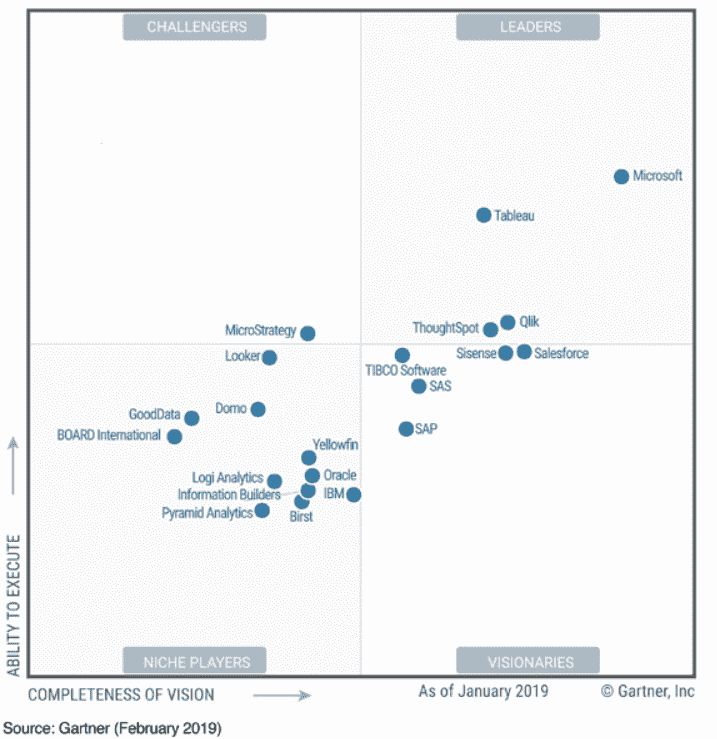 CHALLENGERS
LEADERS
Microsoft
Tableau
Qlik
ThoughtSpot
MicroStrategy
Looker
Sisense
Salesforce
TIBCO Software
SAS
Domo
GoodData
BOARD International
SAP
Yellowfin
Logi Analytics
Oracle
Information Builders
IBM
Pyramid Analytics
Birst
ABILITY TO EXECUTE
NICHE PLAYERS
VISIONARIES
COMPLETENESS OF VISION
As of January 2019
© Gartner, Inc
Source: Gartner (February 2019)